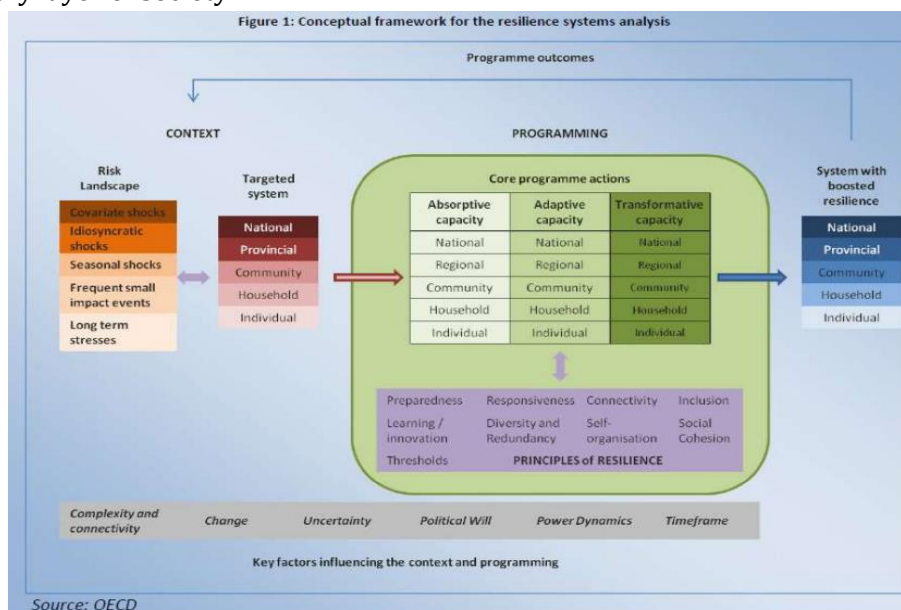 Figure 1: Conceptual framework for the resilience systems analysis
Programme outcomes
CONTEXT
PROGRAMMING
Risk
Landscape
Covariate shocks
Idiosyncratic
shocks
Seasonal shocks
Frequent small
impact events
Long term
stresses
Targeted
system
National
Provincial
Community
Household
Individual
Core programme actions
Absorptive
capacity
National
Regional
Community
Household
Individual
Adaptive
capacity
National
Regional
Community
Household
Individual
Transformative
capacity
National
Regional
Community
Household
Individual
Preparedness
Responsiveness
Connectivity
Inclusion
Learning /
innovation
Diversity and
Redundancy
Self-
organisation
Social
Cohesion
Thresholds
PRINCIPLES of RESILIENCE
System with
boosted
resilience
National
Provincial
Community
Household
Individual
Complexity and
connectivity
Change
Uncertainty
Political Will
Power Dynamics
Timeframe
Key factors influencing the context and programming
Source: OECD